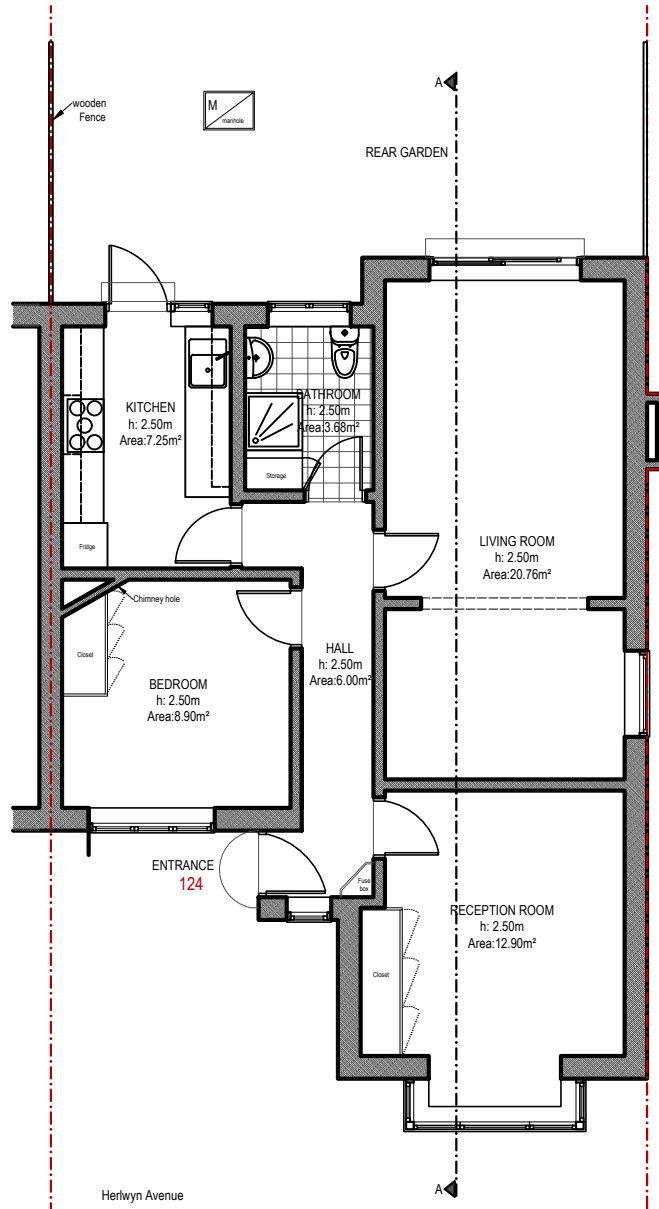 A
wooden
Fence
M
manhole
REAR GARDEN
KITCHEN
h: 2.50m
Area:7.25m²
BATHROOM
h: 2.50m
Area:3.68m²
Storage
Fridge
LIVING ROOM
h: 2.50m
Area:20.76m²
Chimney hole
Closet
HALL
h: 2.50m
Area:6.00m²
BEDROOM
h: 2.50m
Area:8.90m²
ENTRANCE
124
Fuse
box
RECEPTION ROOM
h: 2.50m
Area:12.90m²
Closet
A
Herlwyn Avenue